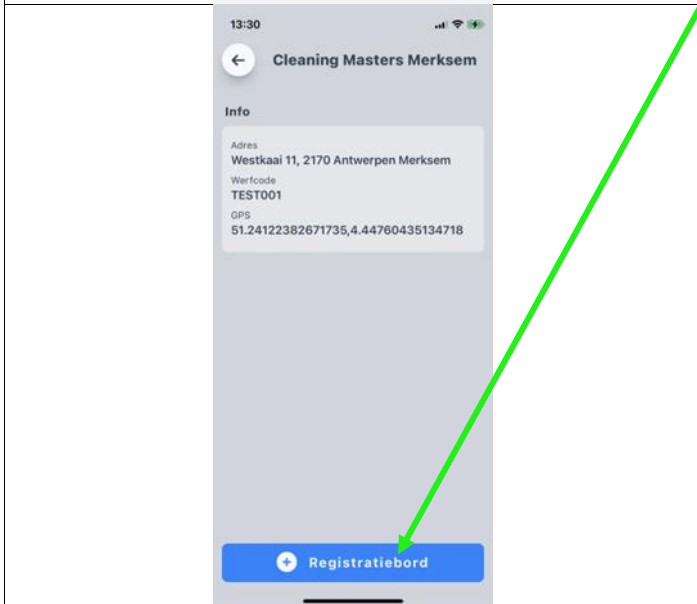 13:30
Cleaning Masters Merksem
Info
Adres
Westkaai 11, 2170 Antwerpen Merksem
Werfcode
TEST001
GPS
51.24122382671735,4.44760435134718
Registratiebord